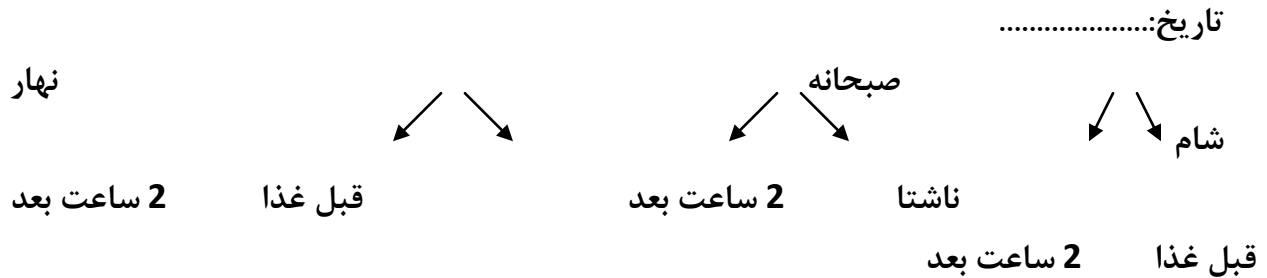 تاریخ:....................
صبحانه نهار
شام
ناشتا 2 ساعت بعد قبل غذا 2 ساعت بعد
قبل غذا 2 ساعت بعد